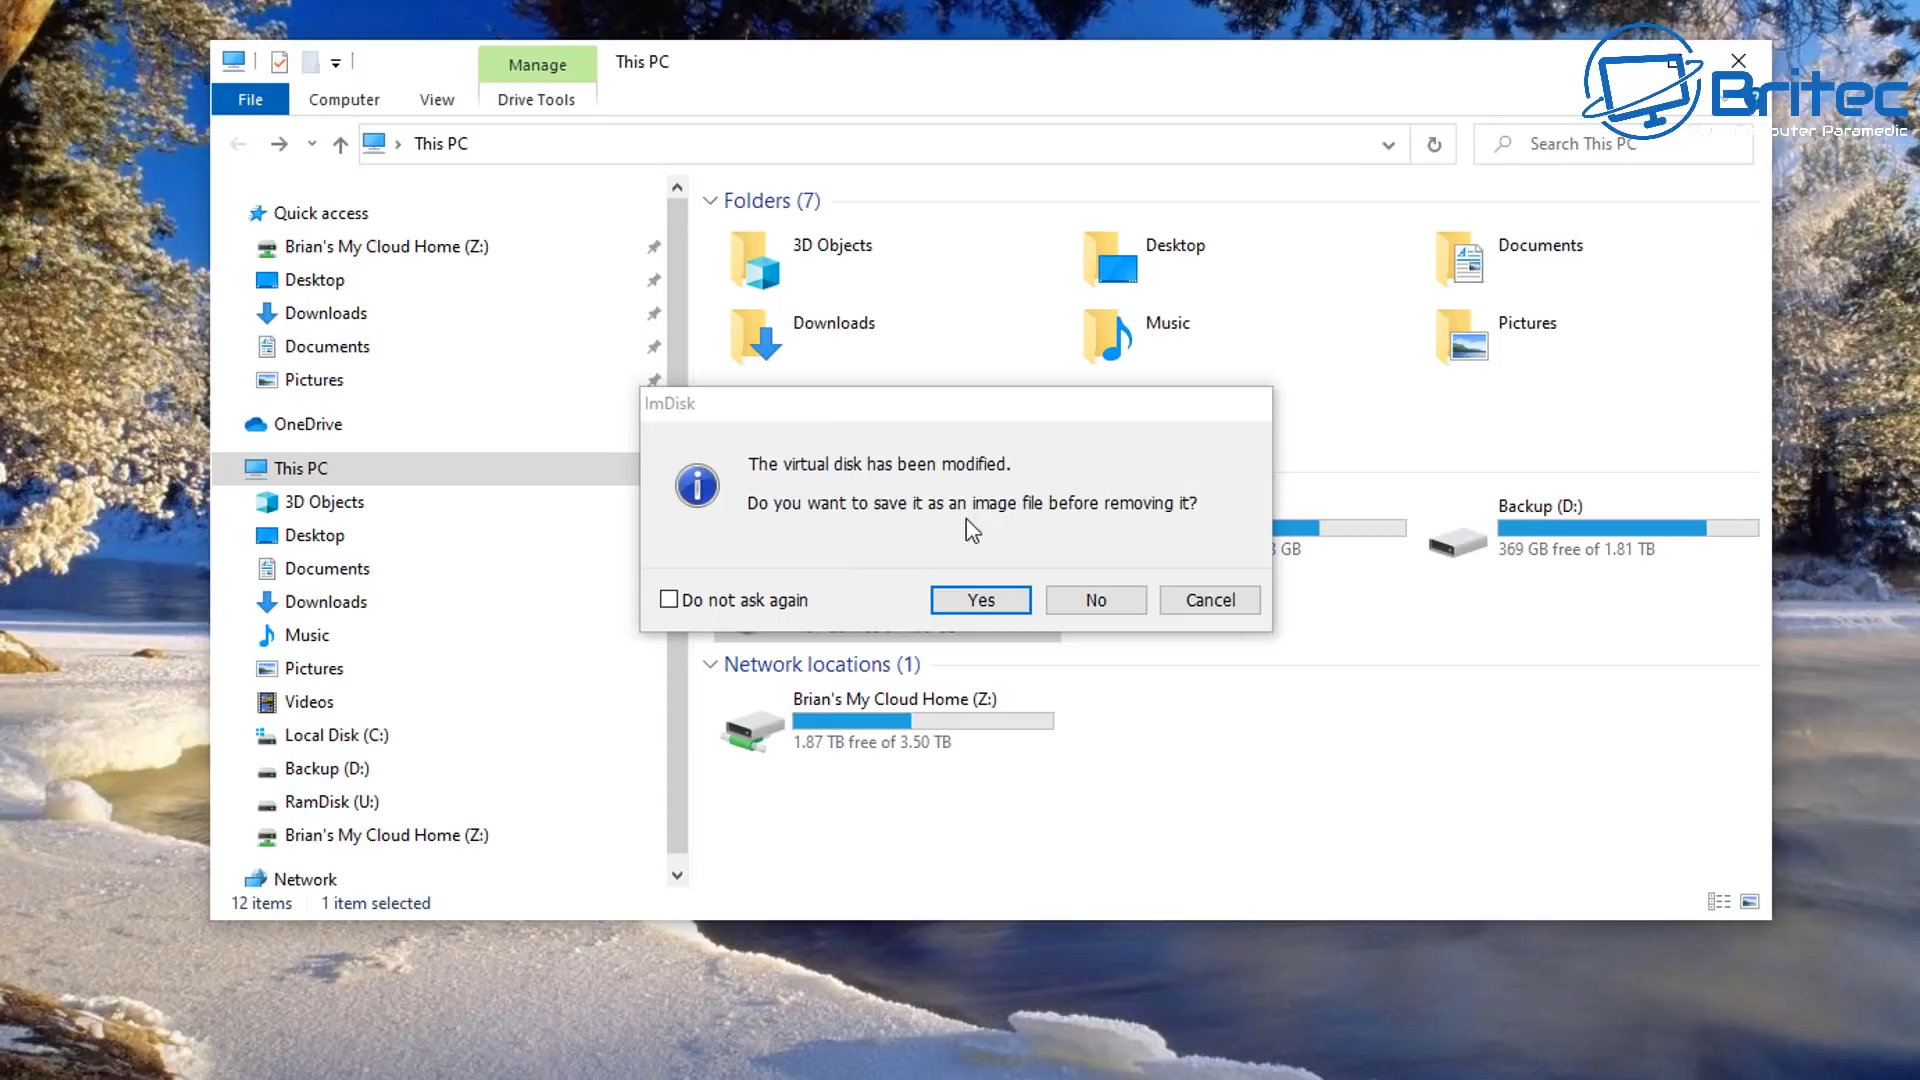 Manage
This PC
File
Computer
View
Drive Tools
This PC
Search This PC
Britec
Computer Paramedic
Quick access
Brian's My Cloud Home (Z:)
Desktop
Downloads
Documents
Pictures
OneDrive
This PC
3D Objects
Desktop
Documents
Downloads
Music
Pictures
Videos
Local Disk (C:)
Backup (D:)
RamDisk (U:)
Brian's My Cloud Home (Z:)
Network
12 items
1 item selected
Folders (7)
3D Objects
Desktop
Documents
Downloads
Music
Pictures
ImDisk
The virtual disk has been modified.
Do you want to save it as an image file before removing it?
Do not ask again
Yes
No
Cancel
GB
Backup (D:)
369 GB free of 1.81 TB
Network locations (1)
Brian's My Cloud Home (Z:)
1.87 TB free of 3.50 TB